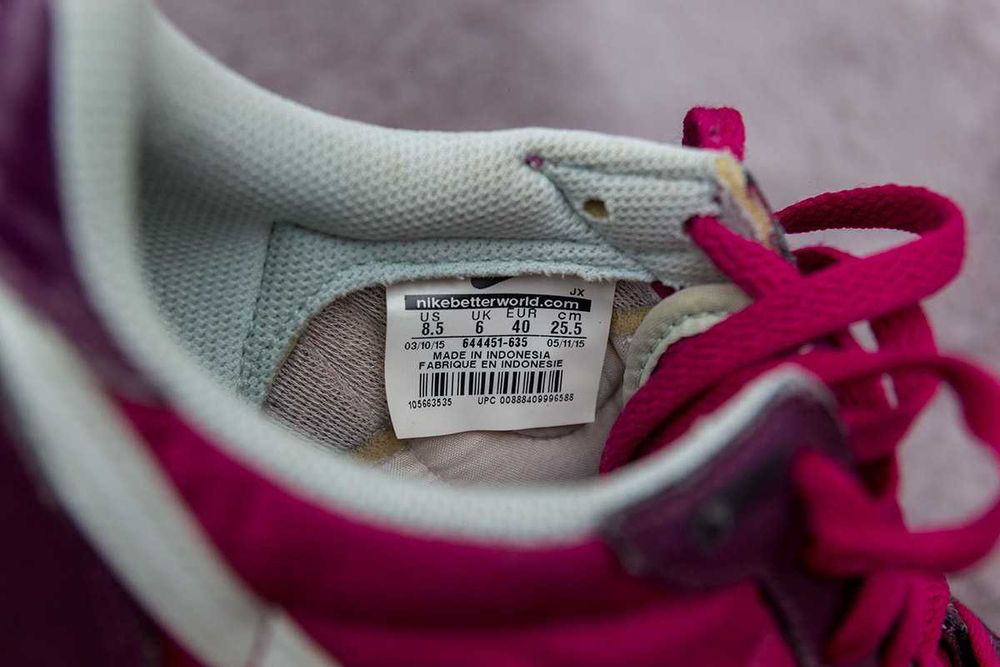 JX
nikebetterworld.com
US UK EUR cm
8.5 6 40 25.5
03/10/15 644451-635 05/11/15
MADE IN INDONESIA
FABRIQUE EN INDONESIE
105663535 UPC 00888409996588